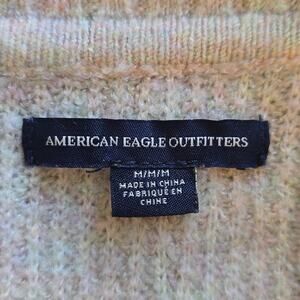 AMERICAN EAGLE OUTFITTERS
M/M/M
MADE IN CHINA
FABRIQUÉ EN
CHINE